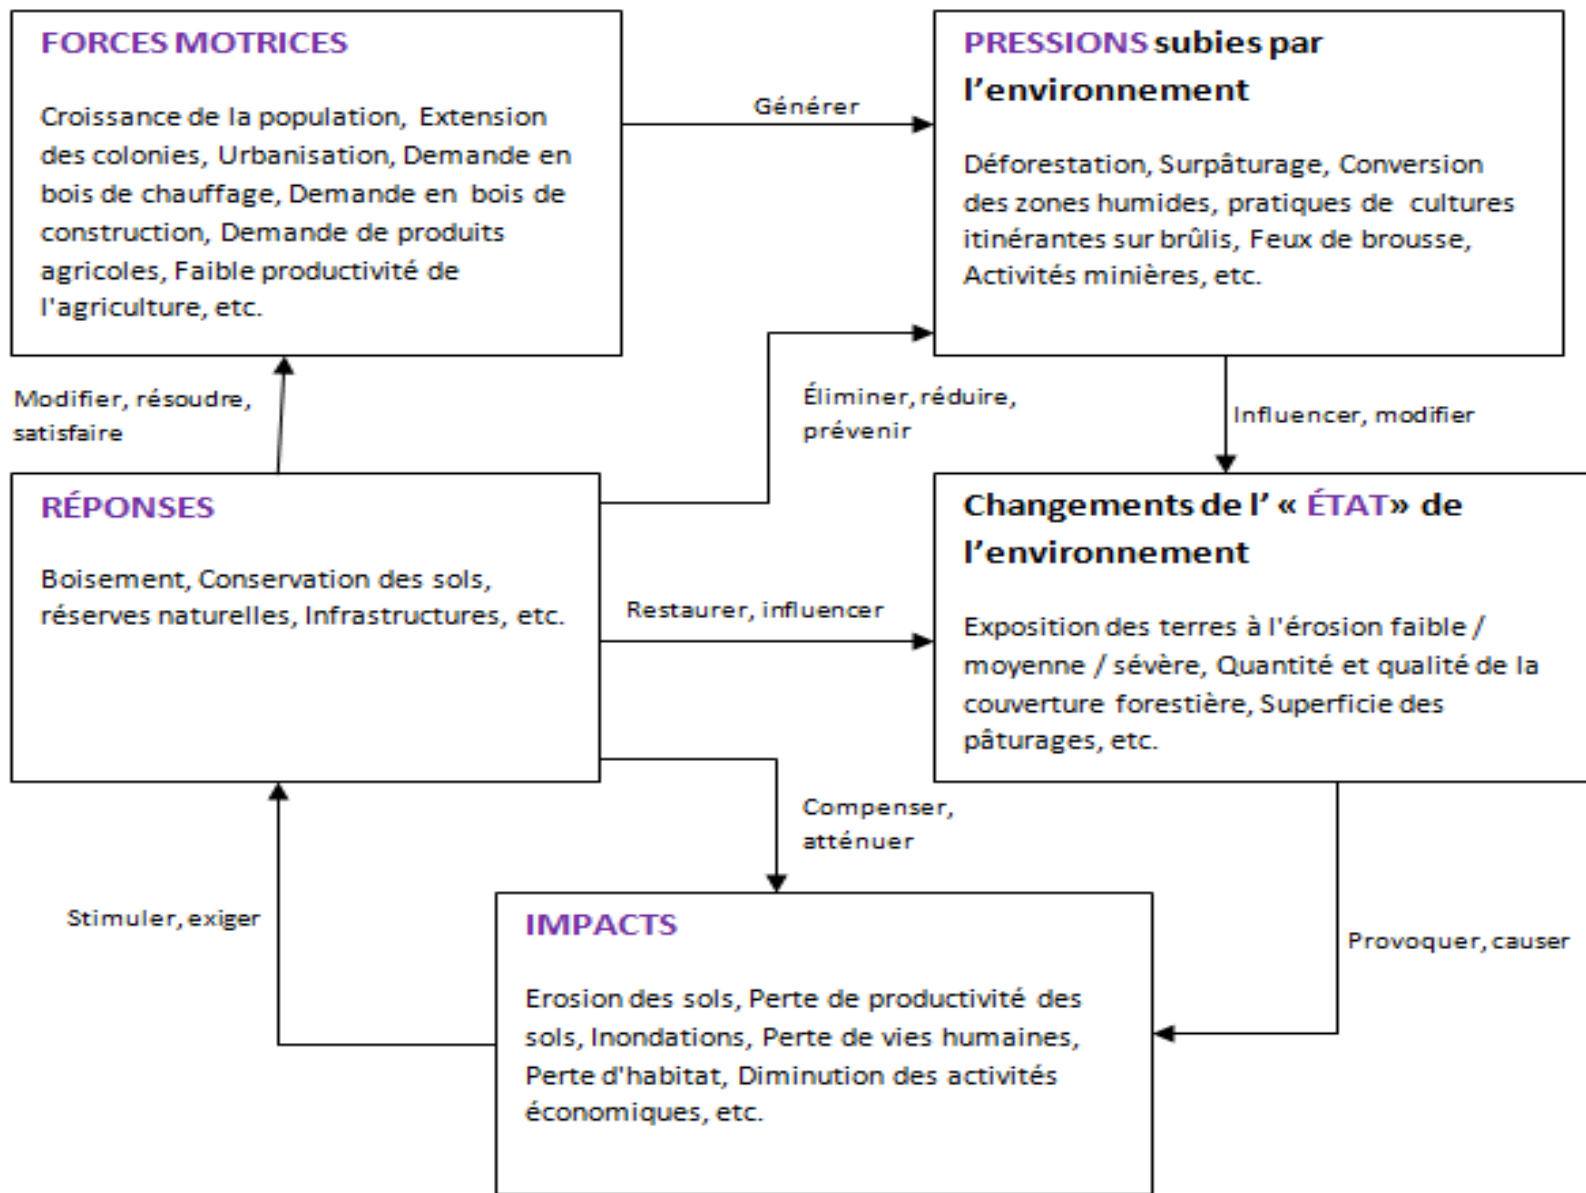 FORCES MOTRICES
Croissance de la population, Extension
des colonies, Urbanisation, Demande en
bois de chauffage, Demande en bois de
construction, Demande de produits
agricoles, Faible productivité de
l'agriculture, etc.
Générer
PRESSIONS subies par
l’environnement
Déforestation, Surpâturage, Conversion
des zones humides, pratiques de cultures
itinérantes sur brûlis, Feux de brousse,
Activités minières, etc.
Modifier, résoudre,
satisfaire
Éliminer, réduire,
prévenir
Influencer, modifier
RÉPONSES
Boisement, Conservation des sols,
réserves naturelles, Infrastructures, etc.
Restaurer, influencer
Changements de l’ « ÉTAT» de
l’environnement
Exposition des terres à l'érosion faible /
moyenne / sévère, Quantité et qualité de la
couverture forestière, Superficie des
pâturages, etc.
Compenser,
atténuer
Stimuler, exiger
IMPACTS
Erosion des sols, Perte de productivité des
sols, Inondations, Perte de vies humaines,
Perte d'habitat, Diminution des activités
économiques, etc.
Provoquer, causer